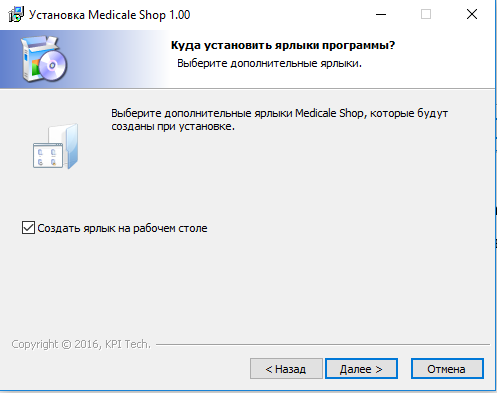 Установка Medicale Shop 1.00
Куда установить ярлыки программы?
Выберите дополнительные ярлыки.
Выберите дополнительные ярлыки Medicale Shop, которые будут
созданы при установке.
Создать ярлык на рабочем столе
Copyright © 2016, KPI Tech.
< Назад
Далее >
Отмена